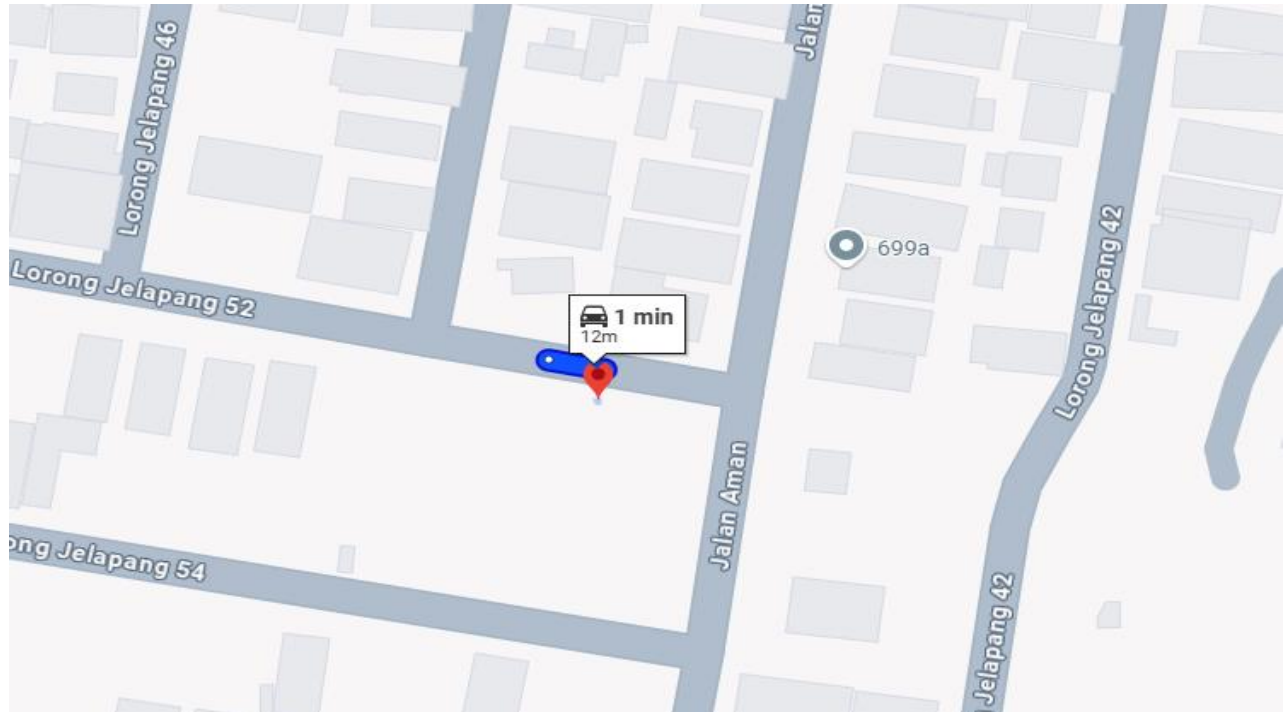 Lorong Jelapang 46
Jalan
699a
Lorong Jelapang 42
Lorong Jelapang 52
1 min
12m
Jalan Aman
ong Jelapang 54
Jelapang 42